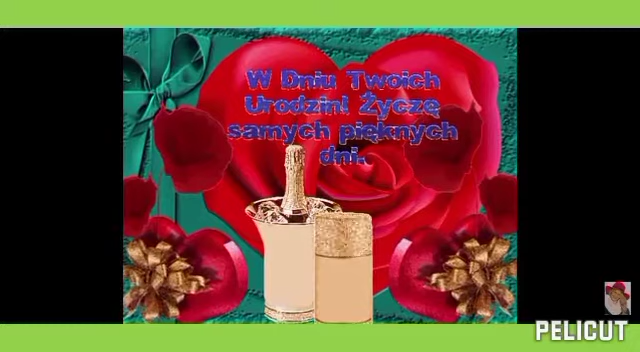 W Dniu Twoich
Urodzin! Życzę
samych pięknych
dni.
PELICUT